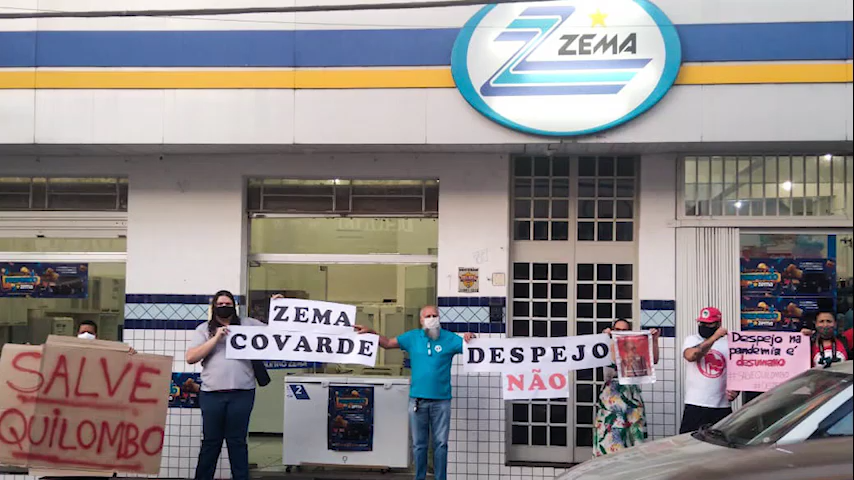 ZEMA
ZEMA
COVARDE
DESPEJO
NÃO
SALVE
QUILOMBO
Despejo na
pandemia é
desumano